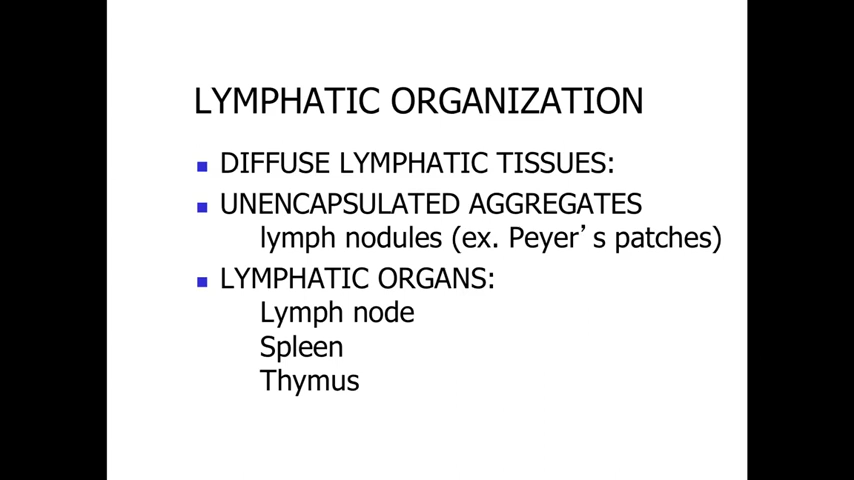 LYMPHATIC ORGANIZATION
DIFFUSE LYMPHATIC TISSUES:
UNENCAPSULATED AGGREGATES
lymph nodules (ex. Peyer’s patches)
LYMPHATIC ORGANS:
Lymph node
Spleen
Thymus